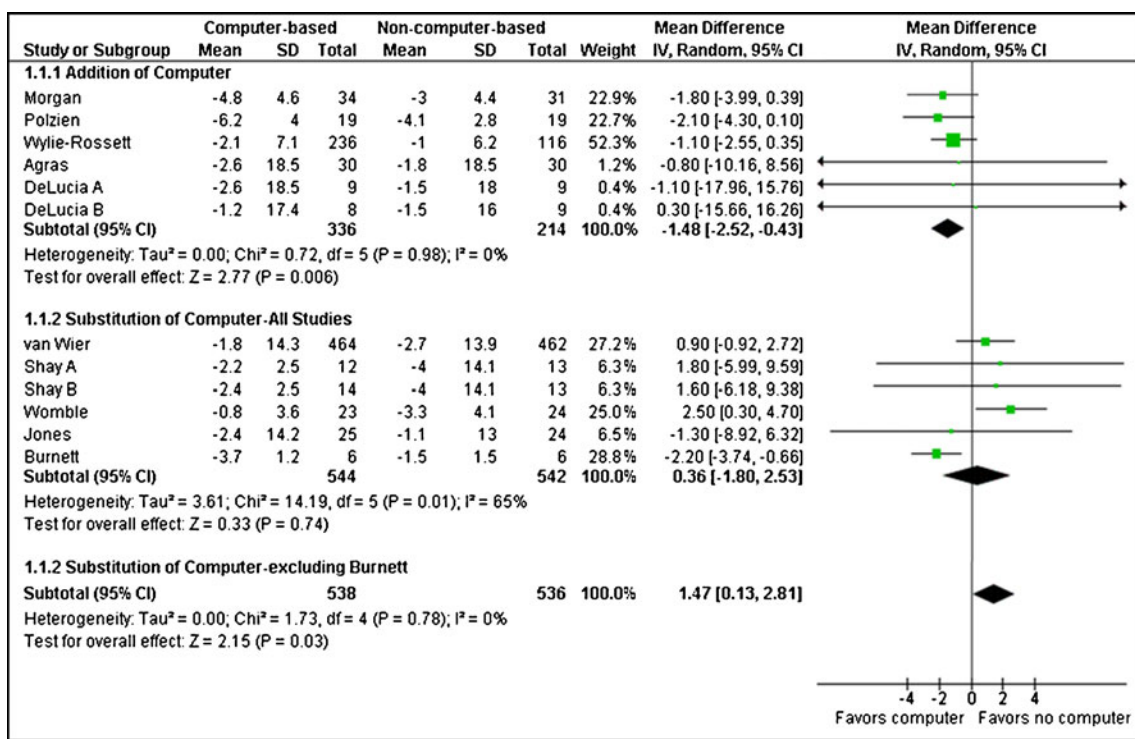 Computer-based Non-computer-based Mean Difference Mean Difference
Study or Subgroup Mean SD Total Mean SD Total Weight IV, Random, 95% CI IV, Random, 95% CI
1.1.1 Addition of Computer
Morgan -4.8 4.6 34 -3 4.4 31 22.9% -1.80 [-3.99, 0.39]
Polzien -6.2 4 19 -4.1 2.8 19 22.7% -2.10 [-4.30, 0.10]
Wylie-Rossett -2.1 7.1 236 -1 6.2 116 52.3% -1.10 [-2.55, 0.35]
Agras -2.6 18.5 30 -1.8 18.5 30 1.2% -0.80 [-10.16, 8.56]
DeLucia A -2.6 18.5 9 -1.5 18 9 0.4% -1.10 [-17.96, 15.76]
DeLucia B -1.2 17.4 8 -1.5 16 9 0.4% 0.30 [-15.66, 16.26]
Subtotal (95% CI) 336 214 100.0% -1.48 [-2.52, -0.43]
Heterogeneity: Tau² = 0.00; Chi² = 0.72, df = 5 (P = 0.98); I² = 0%
Test for overall effect: Z = 2.77 (P = 0.006)
1.1.2 Substitution of Computer-All Studies
van Wier -1.8 14.3 464 -2.7 13.9 462 27.2% 0.90 [-0.92, 2.72]
Shay A -2.2 2.5 12 -4 14.1 13 6.3% 1.80 [-5.99, 9.59]
Shay B -2.4 2.5 14 -4 14.1 13 6.3% 1.60 [-6.18, 9.38]
Womble -0.8 3.6 23 -3.3 4.1 24 25.0% 2.50 [0.30, 4.70]
Jones -2.4 14.2 25 -1.1 13 24 6.5% -1.30 [-8.92, 6.32]
Burnett -3.7 1.2 6 -1.5 1.5 6 28.8% -2.20 [-3.74, -0.66]
Subtotal (95% CI) 544 542 100.0% 0.36 [-1.80, 2.53]
Heterogeneity: Tau² = 3.61; Chi² = 14.19, df = 5 (P = 0.01); I² = 65%
Test for overall effect: Z = 0.33 (P = 0.74)
1.1.2 Substitution of Computer-excluding Burnett
Subtotal (95% CI) 538 536 100.0% 1.47 [0.13, 2.81]
Heterogeneity: Tau² = 0.00; Chi² = 1.73, df = 4 (P = 0.78); I² = 0%
Test for overall effect: Z = 2.15 (P = 0.03)
-4 -2 0 2 4
Favors computer Favors no computer